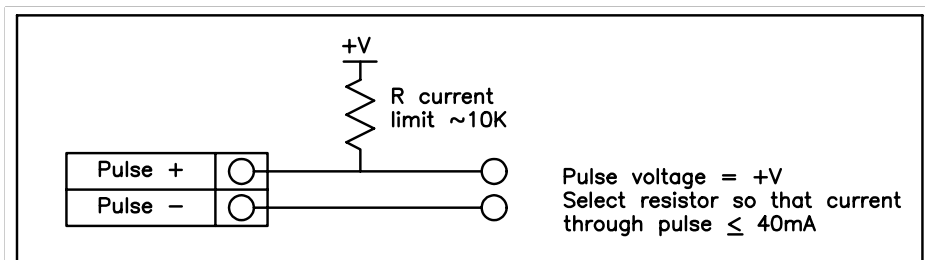 +V
R current
limit ~10K
Pulse +
Pulse -
Pulse voltage = +V
Select resistor so that current
through pulse ≤ 40mA